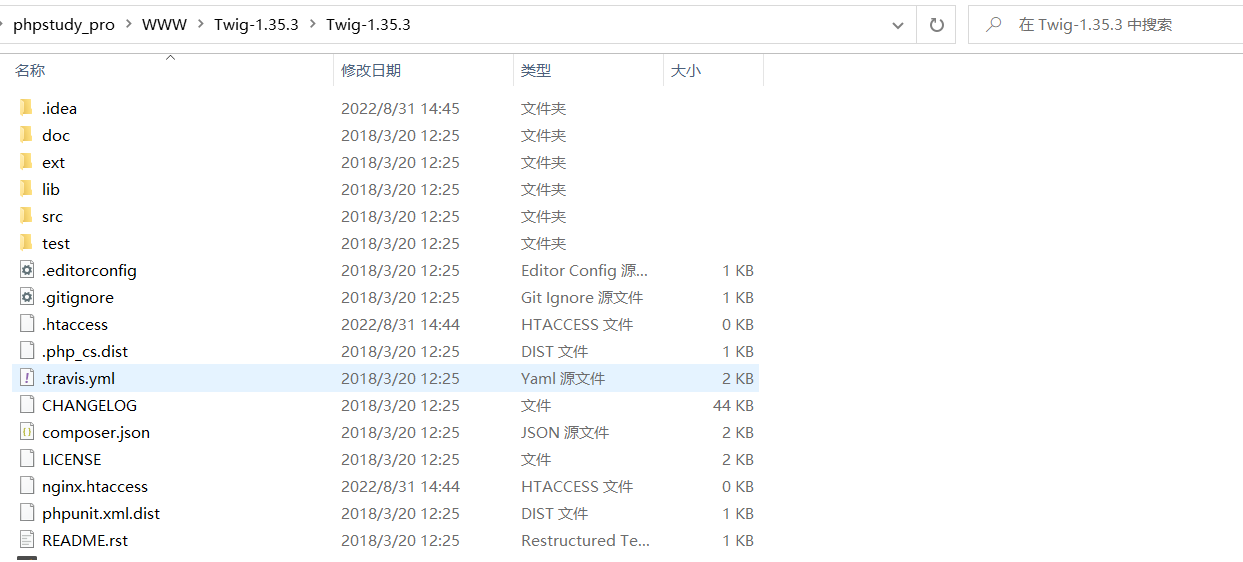 phpstudy_pro > WWW > Twig-1.35.3 > Twig-1.35.3 在 Twig-1.35.3 中搜索
名称 修改日期 类型 大小
.idea 2022/8/31 14:45 文件夹
doc 2018/3/20 12:25 文件夹
ext 2018/3/20 12:25 文件夹
lib 2018/3/20 12:25 文件夹
src 2018/3/20 12:25 文件夹
test 2018/3/20 12:25 文件夹
.editorconfig 2018/3/20 12:25 Editor Config 源... 1 KB
.gitignore 2018/3/20 12:25 Git Ignore 源文件 1 KB
.htaccess 2022/8/31 14:44 HTACCESS 文件 0 KB
.php_cs.dist 2018/3/20 12:25 DIST 文件 1 KB
.travis.yml 2018/3/20 12:25 Yaml 源文件 2 KB
CHANGELOG 2018/3/20 12:25 文件 44 KB
composer.json 2018/3/20 12:25 JSON 源文件 2 KB
LICENSE 2018/3/20 12:25 文件 2 KB
nginx.htaccess 2022/8/31 14:44 HTACCESS 文件 0 KB
phpunit.xml.dist 2018/3/20 12:25 DIST 文件 1 KB
README.rst 2018/3/20 12:25 Restructured Te... 1 KB